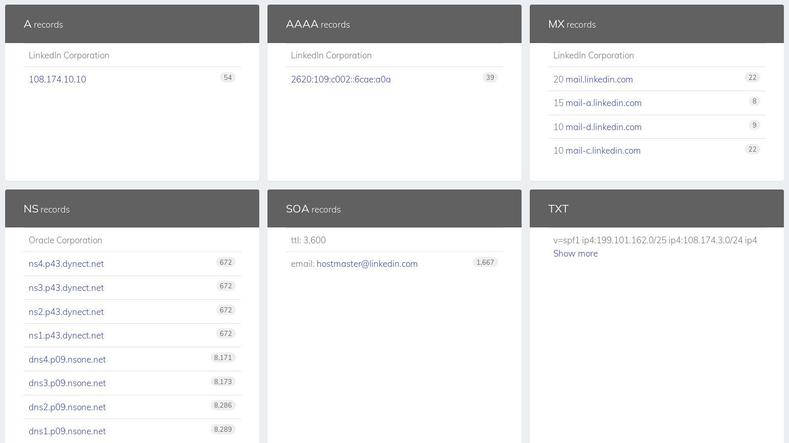 A records
LinkedIn Corporation
108.174.10.10 54
AAAA records
LinkedIn Corporation
2620:109:c002::6cae:a0a 39
MX records
LinkedIn Corporation
20 mail.linkedin.com 22
15 mail-a.linkedin.com 8
10 mail-d.linkedin.com 9
10 mail-c.linkedin.com 22
NS records
Oracle Corporation
ns4.p43.dynect.net 672
ns3.p43.dynect.net 672
ns2.p43.dynect.net 672
ns1.p43.dynect.net 672
dns4.p09.nsone.net 8,171
dns3.p09.nsone.net 8,173
dns2.p09.nsone.net 8,286
dns1.p09.nsone.net 8,289
SOA records
ttl: 3,600
email: hostmaster@linkedin.com 1,667
TXT
v=spf1 ip4:199.101.162.0/25 ip4:108.174.3.0/24 ip4
Show more